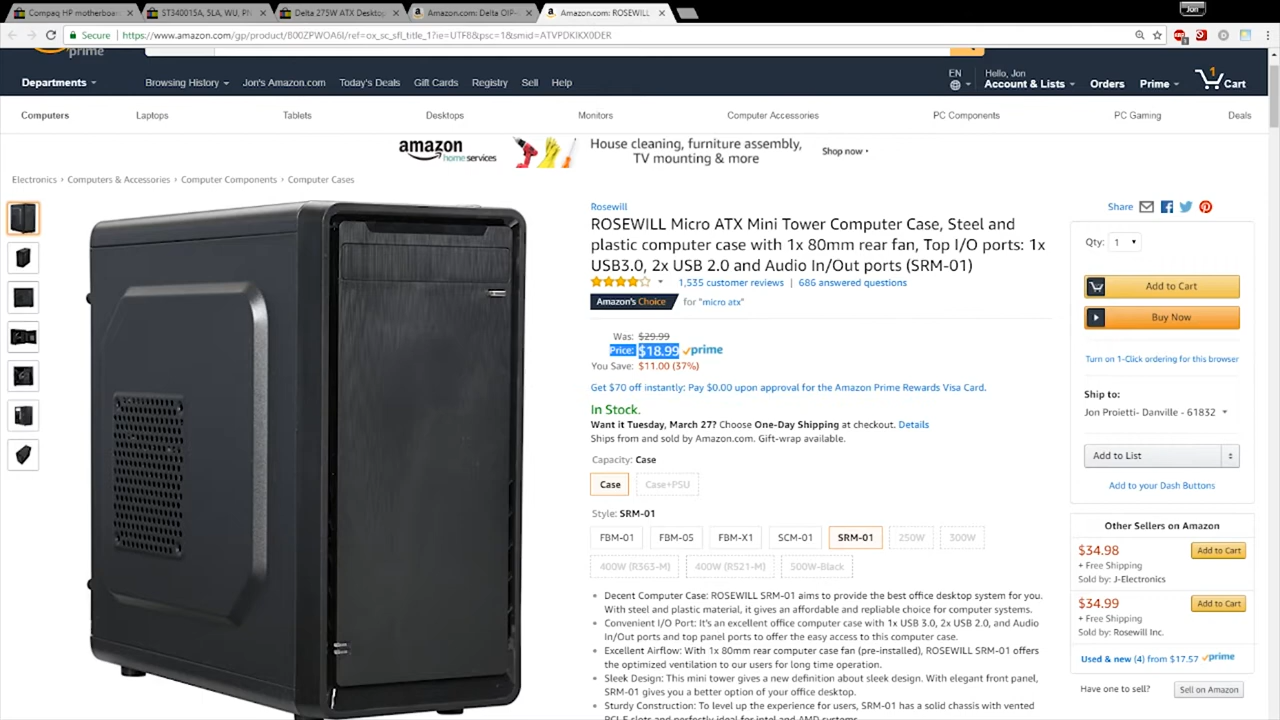 Compaq HP motherboa
ST340015A, 5LA, WU, PN
Delta 275W ATX Deskto
Amazon.com: Delta OIP-
Amazon.com: ROSEWILL
Jon
Secure
https://www.amazon.com/gp/product/B00ZPWOA6I/ref=ox_sc_sfl_title_1?ie=UTF8&psc=1&smid=ATVPDKIKX0DER
prime
Departments
Browsing History
Jon's Amazon.com
Today's Deals
Gift Cards
Registry
Sell
Help
EN
Hello, Jon
Account & Lists
Orders
Prime
1
Cart
Computers
Laptops
Tablets
Desktops
Monitors
Computer Accessories
PC Components
PC Gaming
Deals
amazon
home services
House cleaning, furniture assembly,
TV mounting & more
Shop now ›
Electronics › Computers & Accessories › Computer Components › Computer Cases
Rosewill
ROSEWILL Micro ATX Mini Tower Computer Case, Steel and
plastic computer case with 1x 80mm rear fan, Top I/O ports: 1x
USB3.0, 2x USB 2.0 and Audio In/Out ports (SRM-01)
1,535 customer reviews | 686 answered questions
Amazon's Choice for "micro atx"
Was: $29.99
Price: $18.99 prime
You Save: $11.00 (37%)
Get $70 off instantly: Pay $0.00 upon approval for the Amazon Prime Rewards Visa Card.
In Stock.
Want it Tuesday, March 27? Choose One-Day Shipping at checkout. Details
Ships from and sold by Amazon.com. Gift-wrap available.
Capacity: Case
Case
Case+PSU
Style: SRM-01
FBM-01
FBM-05
FBM-X1
SCM-01
SRM-01
250W
300W
400W (R363-M)
400W (R521-M)
500W-Black
Decent Computer Case: ROSEWILL SRM-01 aims to provide the best office desktop system for you.
With steel and plastic material, it gives an affordable and repliable choice for computer systems.
Convenient I/O Port: It's an excellent office computer case with 1x USB 3.0, 2x USB 2.0, and Audio
In/Out ports and top panel ports to offer the easy access to this computer case.
Excellent Airflow: With 1x 80mm rear computer case fan (pre-installed), ROSEWILL SRM-01 offers
the optimized ventilation to our users for long time operation.
Sleek Design: This mini tower gives a new definition about sleek design. With elegant front panel,
SRM-01 gives you a better option of your office desktop.
Sturdy Construction: To level up the experience for users, SRM-01 has a solid chassis with vented
PCI-E slots and perfectly ideal for intel and AMD systems
Share
Qty: 1
Add to Cart
Buy Now
Turn on 1-Click ordering for this browser
Ship to:
Jon Proietti- Danville - 61832
Add to List
Add to your Dash Buttons
Other Sellers on Amazon
$34.98
Add to Cart
+ Free Shipping
Sold by: J-Electronics
$34.99
Add to Cart
+ Free Shipping
Sold by: Rosewill Inc.
Used & new (4) from $17.57 prime
Have one to sell?
Sell on Amazon